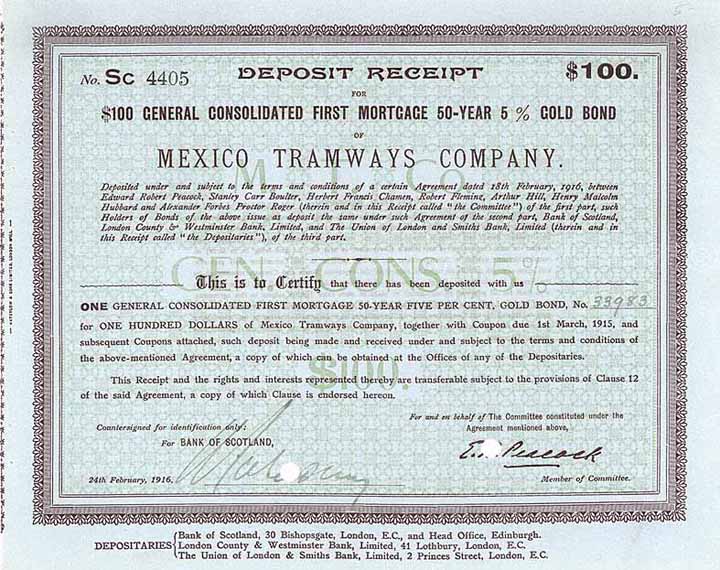 5
No. Sc 4405
DEPOSIT RECEIPT
$100.
FOR
$100 GENERAL CONSOLIDATED FIRST MORTGAGE 50-YEAR 5 % GOLD BOND
OF
MEXICO TRAMWAYS COMPANY.
Deposited under and subject to the terms and conditions of a certain Agreement dated 18th February, 1916, between
Edward Robert Peacock, Stanley Carr Boulter, Herbert Francis Chamen, Robert Fleming, Arthur Hill, Henry Malcolm
Hubbard and Alexander Forbes Proctor Roger (therein and in this Receipt called "the Committee") of the first part, such
Holders of Bonds of the above issue as deposit the same under such Agreement of the second part, Bank of Scotland,
London County & Westminster Bank, Limited, and The Union of London and Smiths Bank, Limited (therein and in
this Receipt called "the Depositaries"), of the third part.
M. T. Co.
GEN. CONS. 5%
$100.
This is to Certify that there has been deposited with us
ONE GENERAL CONSOLIDATED FIRST MORTGAGE 50-YEAR FIVE PER CENT. GOLD BOND, No. 33983
for ONE HUNDRED DOLLARS of Mexico Tramways Company, together with Coupon due 1st March, 1915, and
subsequent Coupons attached, such deposit being made and received under and subject to the terms and conditions of
the above-mentioned Agreement, a copy of which can be obtained at the Offices of any of the Depositaries.
This Receipt and the rights and interests represented thereby are transferable subject to the provisions of Clause 12
of the said Agreement, a copy of which Clause is endorsed hereon.
Countersigned for identification only:
For BANK OF SCOTLAND,
24th February, 1916.
For and on behalf of The Committee constituted under the
Agreement mentioned above,
E. Peacock
Member of Committee.
DEPOSITARIES
Bank of Scotland, 30 Bishopsgate, London, E.C., and Head Office, Edinburgh.
London County & Westminster Bank, Limited, 41 Lothbury, London, E.C.
The Union of London & Smiths Bank, Limited, 2 Princes Street, London, E.C.